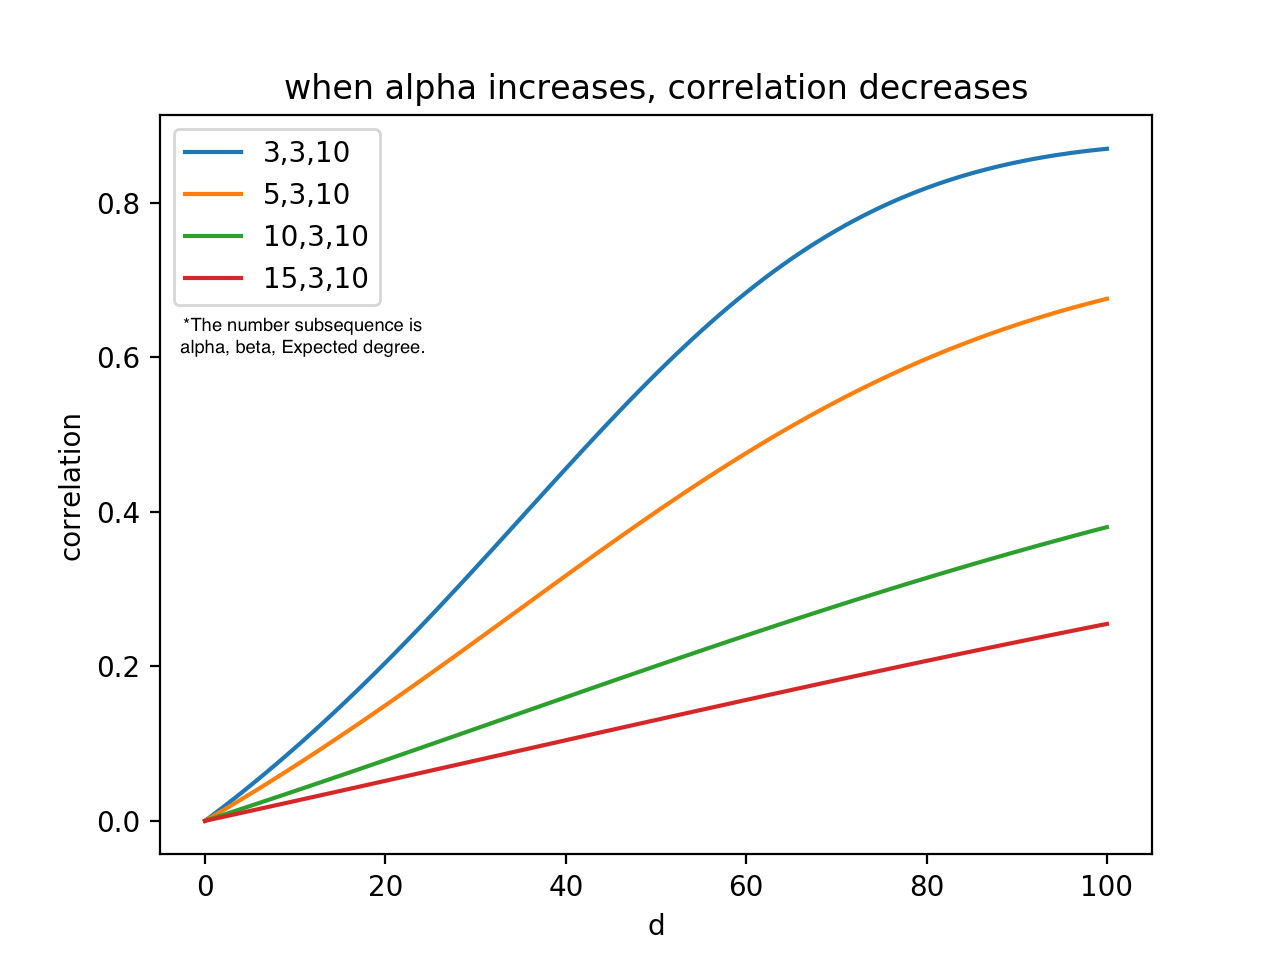 when alpha increases, correlation decreases
3,3,10
5,3,10
10,3,10
15,3,10
*The number subsequence is
alpha, beta, Expected degree.
correlation
0.8
0.6
0.4
0.2
0.0
0 20 40 60 80 100
d